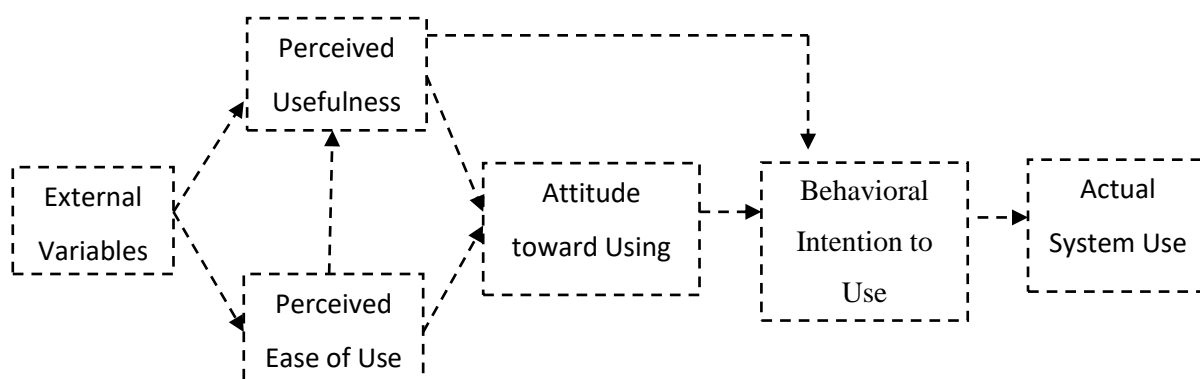 Perceived
Usefulness
External
Variables
Perceived
Ease of Use
Attitude
toward Using
Behavioral
Intention to
Use
Actual
System Use